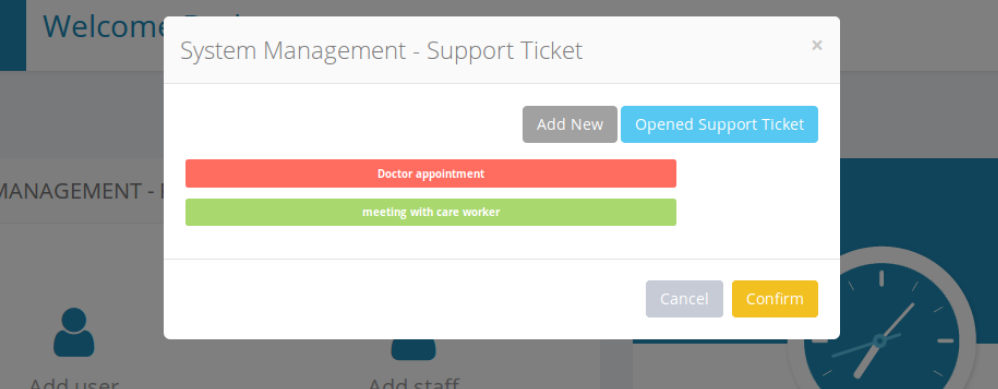 Welcome
System Management - Support Ticket
×
Add New
Opened Support Ticket
Doctor appointment
MANAGEMENT -
meeting with care worker
Cancel
Confirm
Add user
Add staff